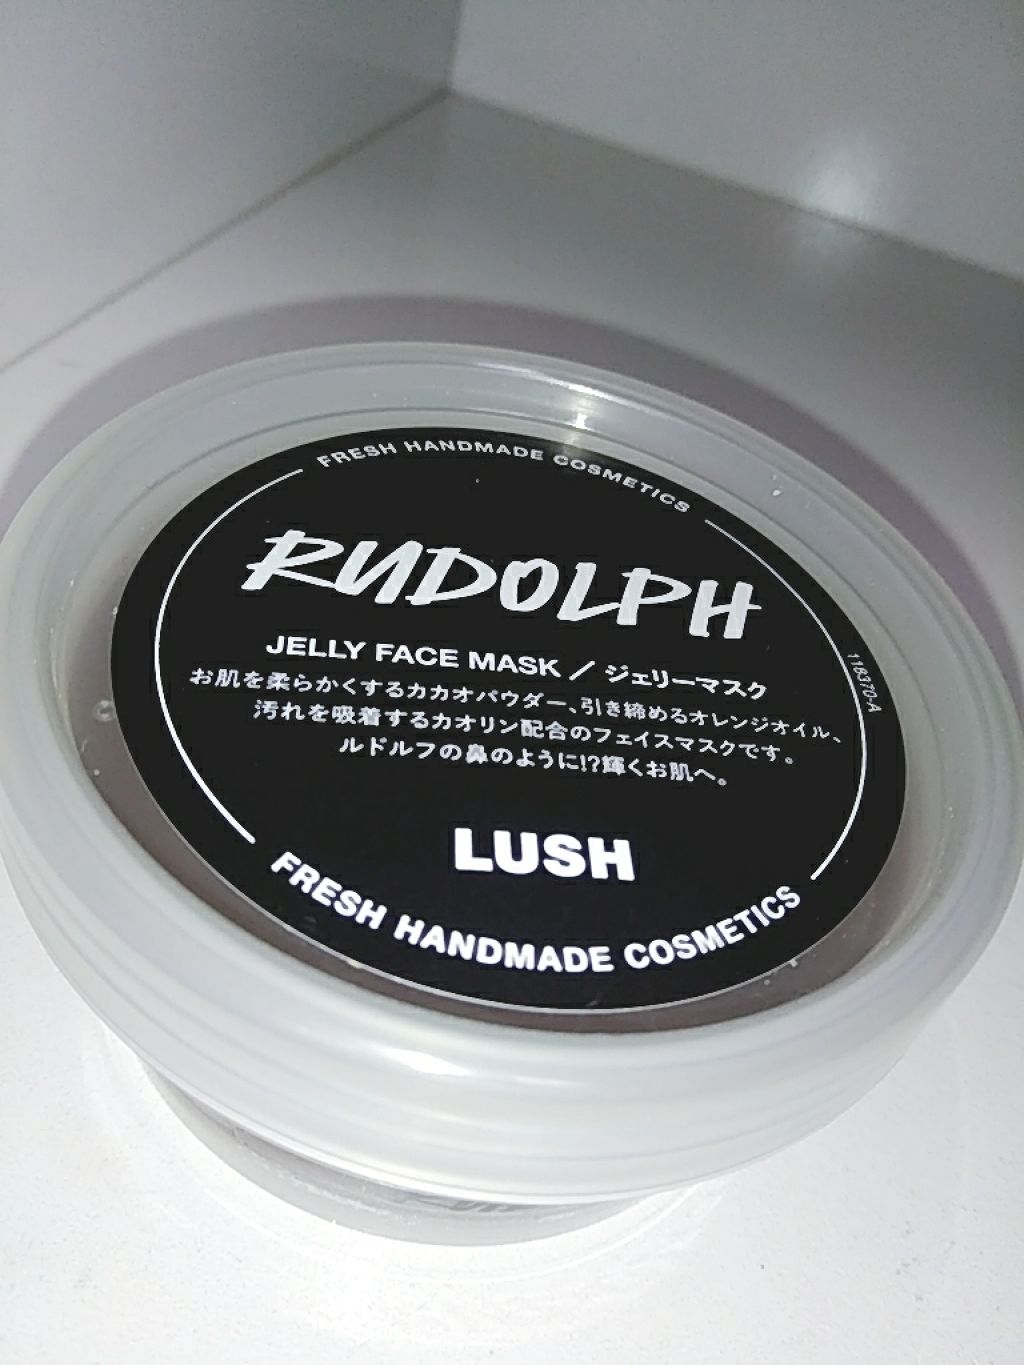 FRESH HANDMADE COSMETICS
RUDOLPH
JELLY FACE MASK / ジェリーマスク
お肌を柔らかくするカカオパウダー、引き締めるオレンジオイル、
汚れを吸着するカオリン配合のフェイスマスクです。
ルドルフの鼻のように!?輝くお肌へ。
118370-A
LUSH
FRESH HANDMADE COSMETICS